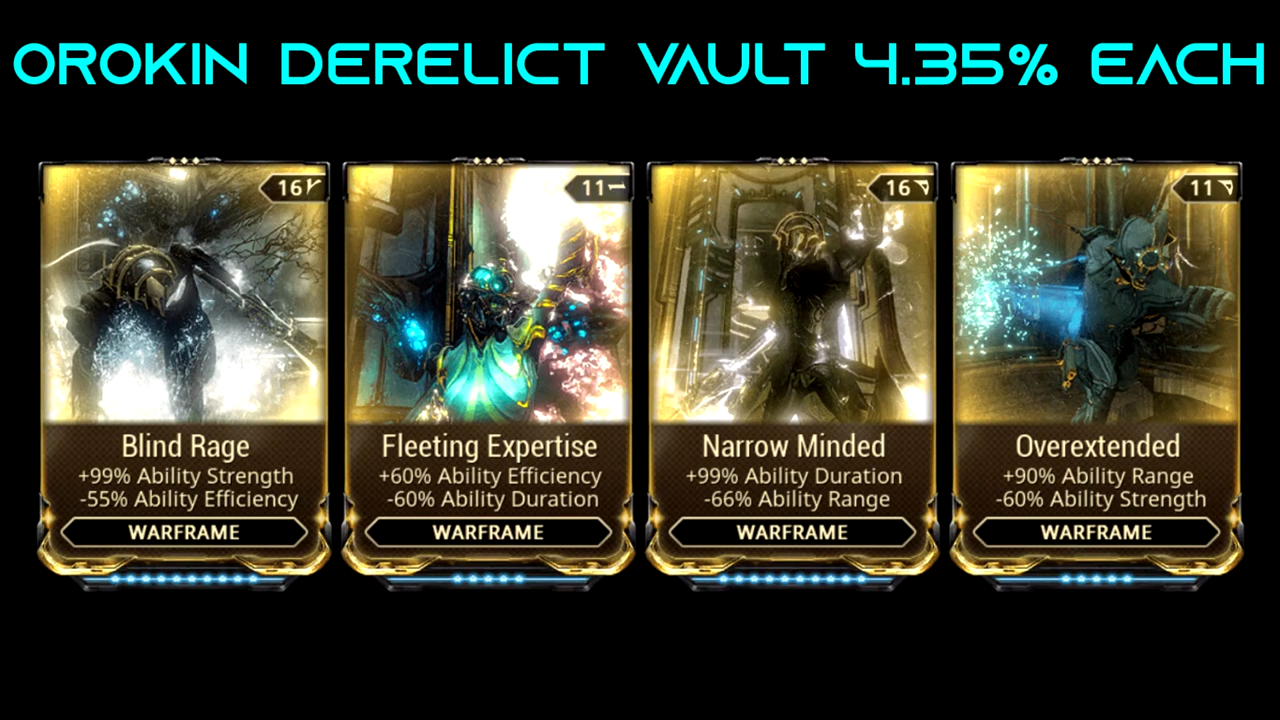 OROKIN DERELICT VAULT 4.35% EACH
16
Blind Rage
+99% Ability Strength
-55% Ability Efficiency
WARFRAME
11
Fleeting Expertise
+60% Ability Efficiency
-60% Ability Duration
WARFRAME
16
Narrow Minded
+99% Ability Duration
-66% Ability Range
WARFRAME
11
Overextended
+90% Ability Range
-60% Ability Strength
WARFRAME